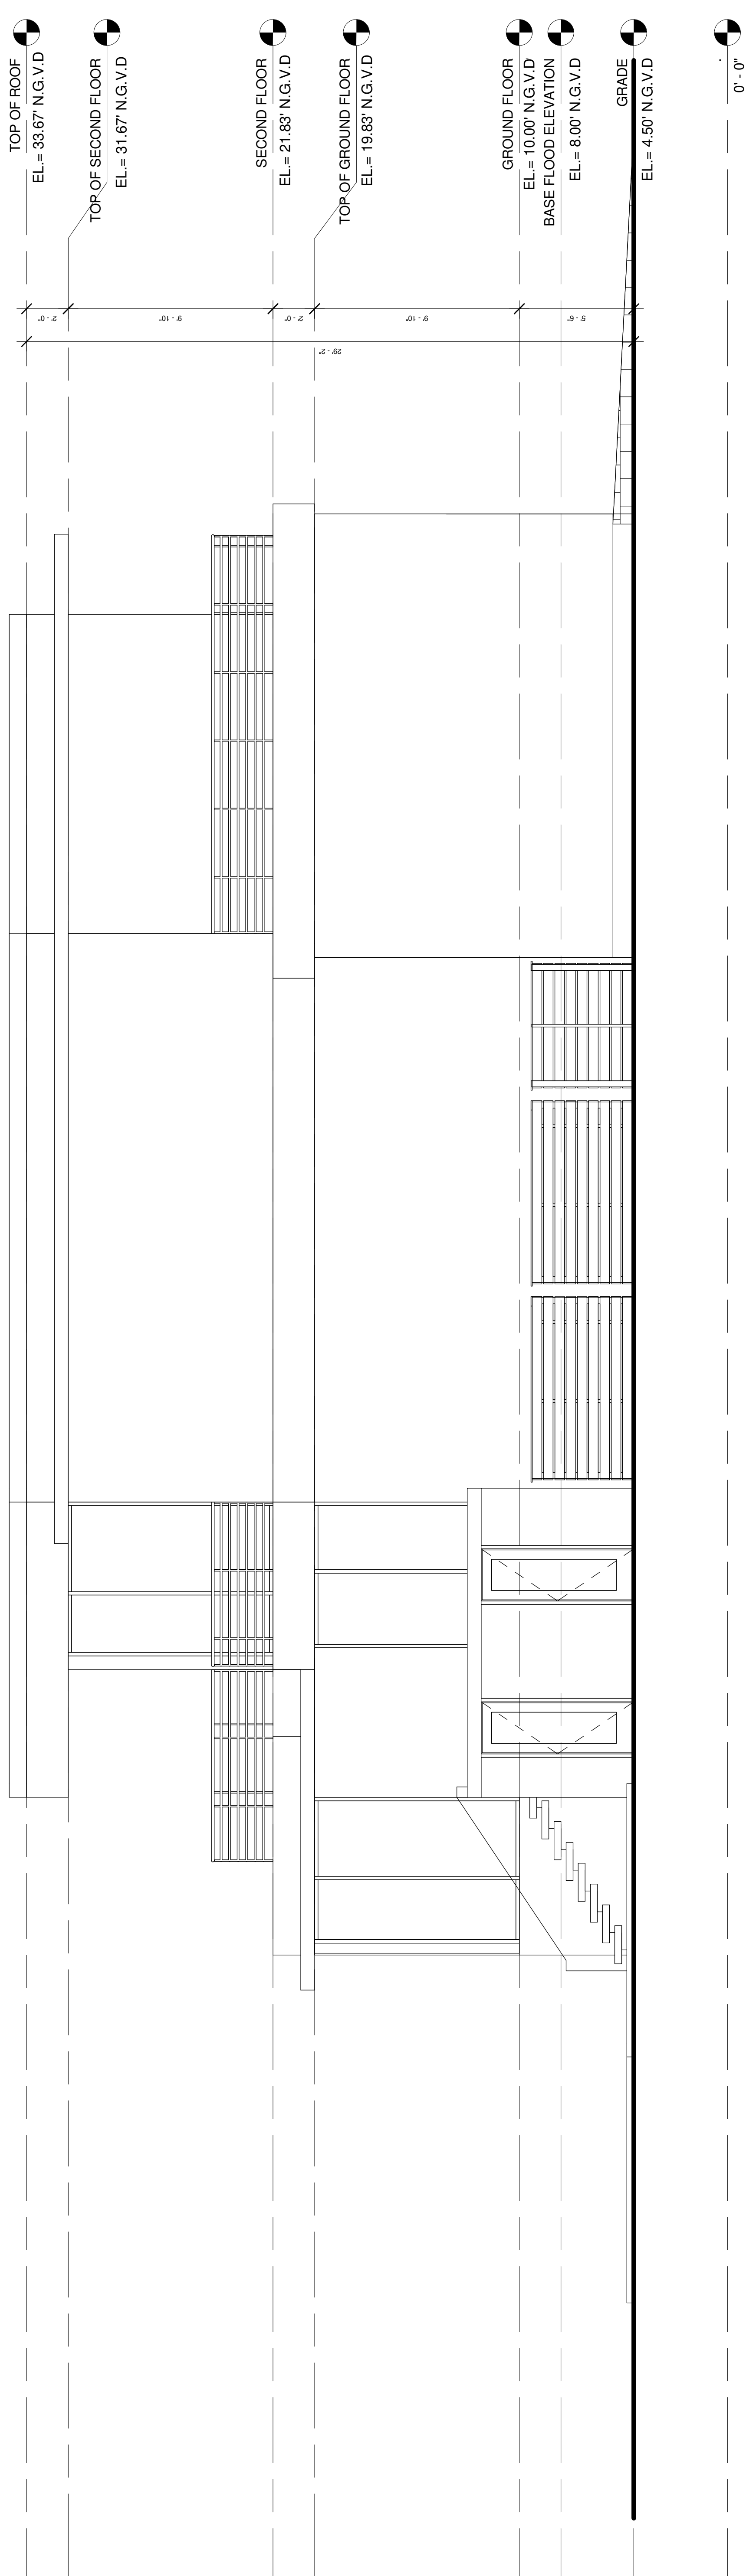 TOP OF ROOF
EL.= 33.67' N.G.V.D
TOP OF SECOND FLOOR
EL.= 31.67' N.G.V.D
SECOND FLOOR
EL.= 21.83' N.G.V.D
TOP OF GROUND FLOOR
EL.= 19.83' N.G.V.D
GROUND FLOOR
EL.= 10.00' N.G.V.D
BASE FLOOD ELEVATION
EL.= 8.00' N.G.V.D
GRADE
EL.= 4.50' N.G.V.D
.
0' - 0"
2' - 0"
9' - 10"
2' - 0"
9' - 10"
5' - 6"
29' - 2"